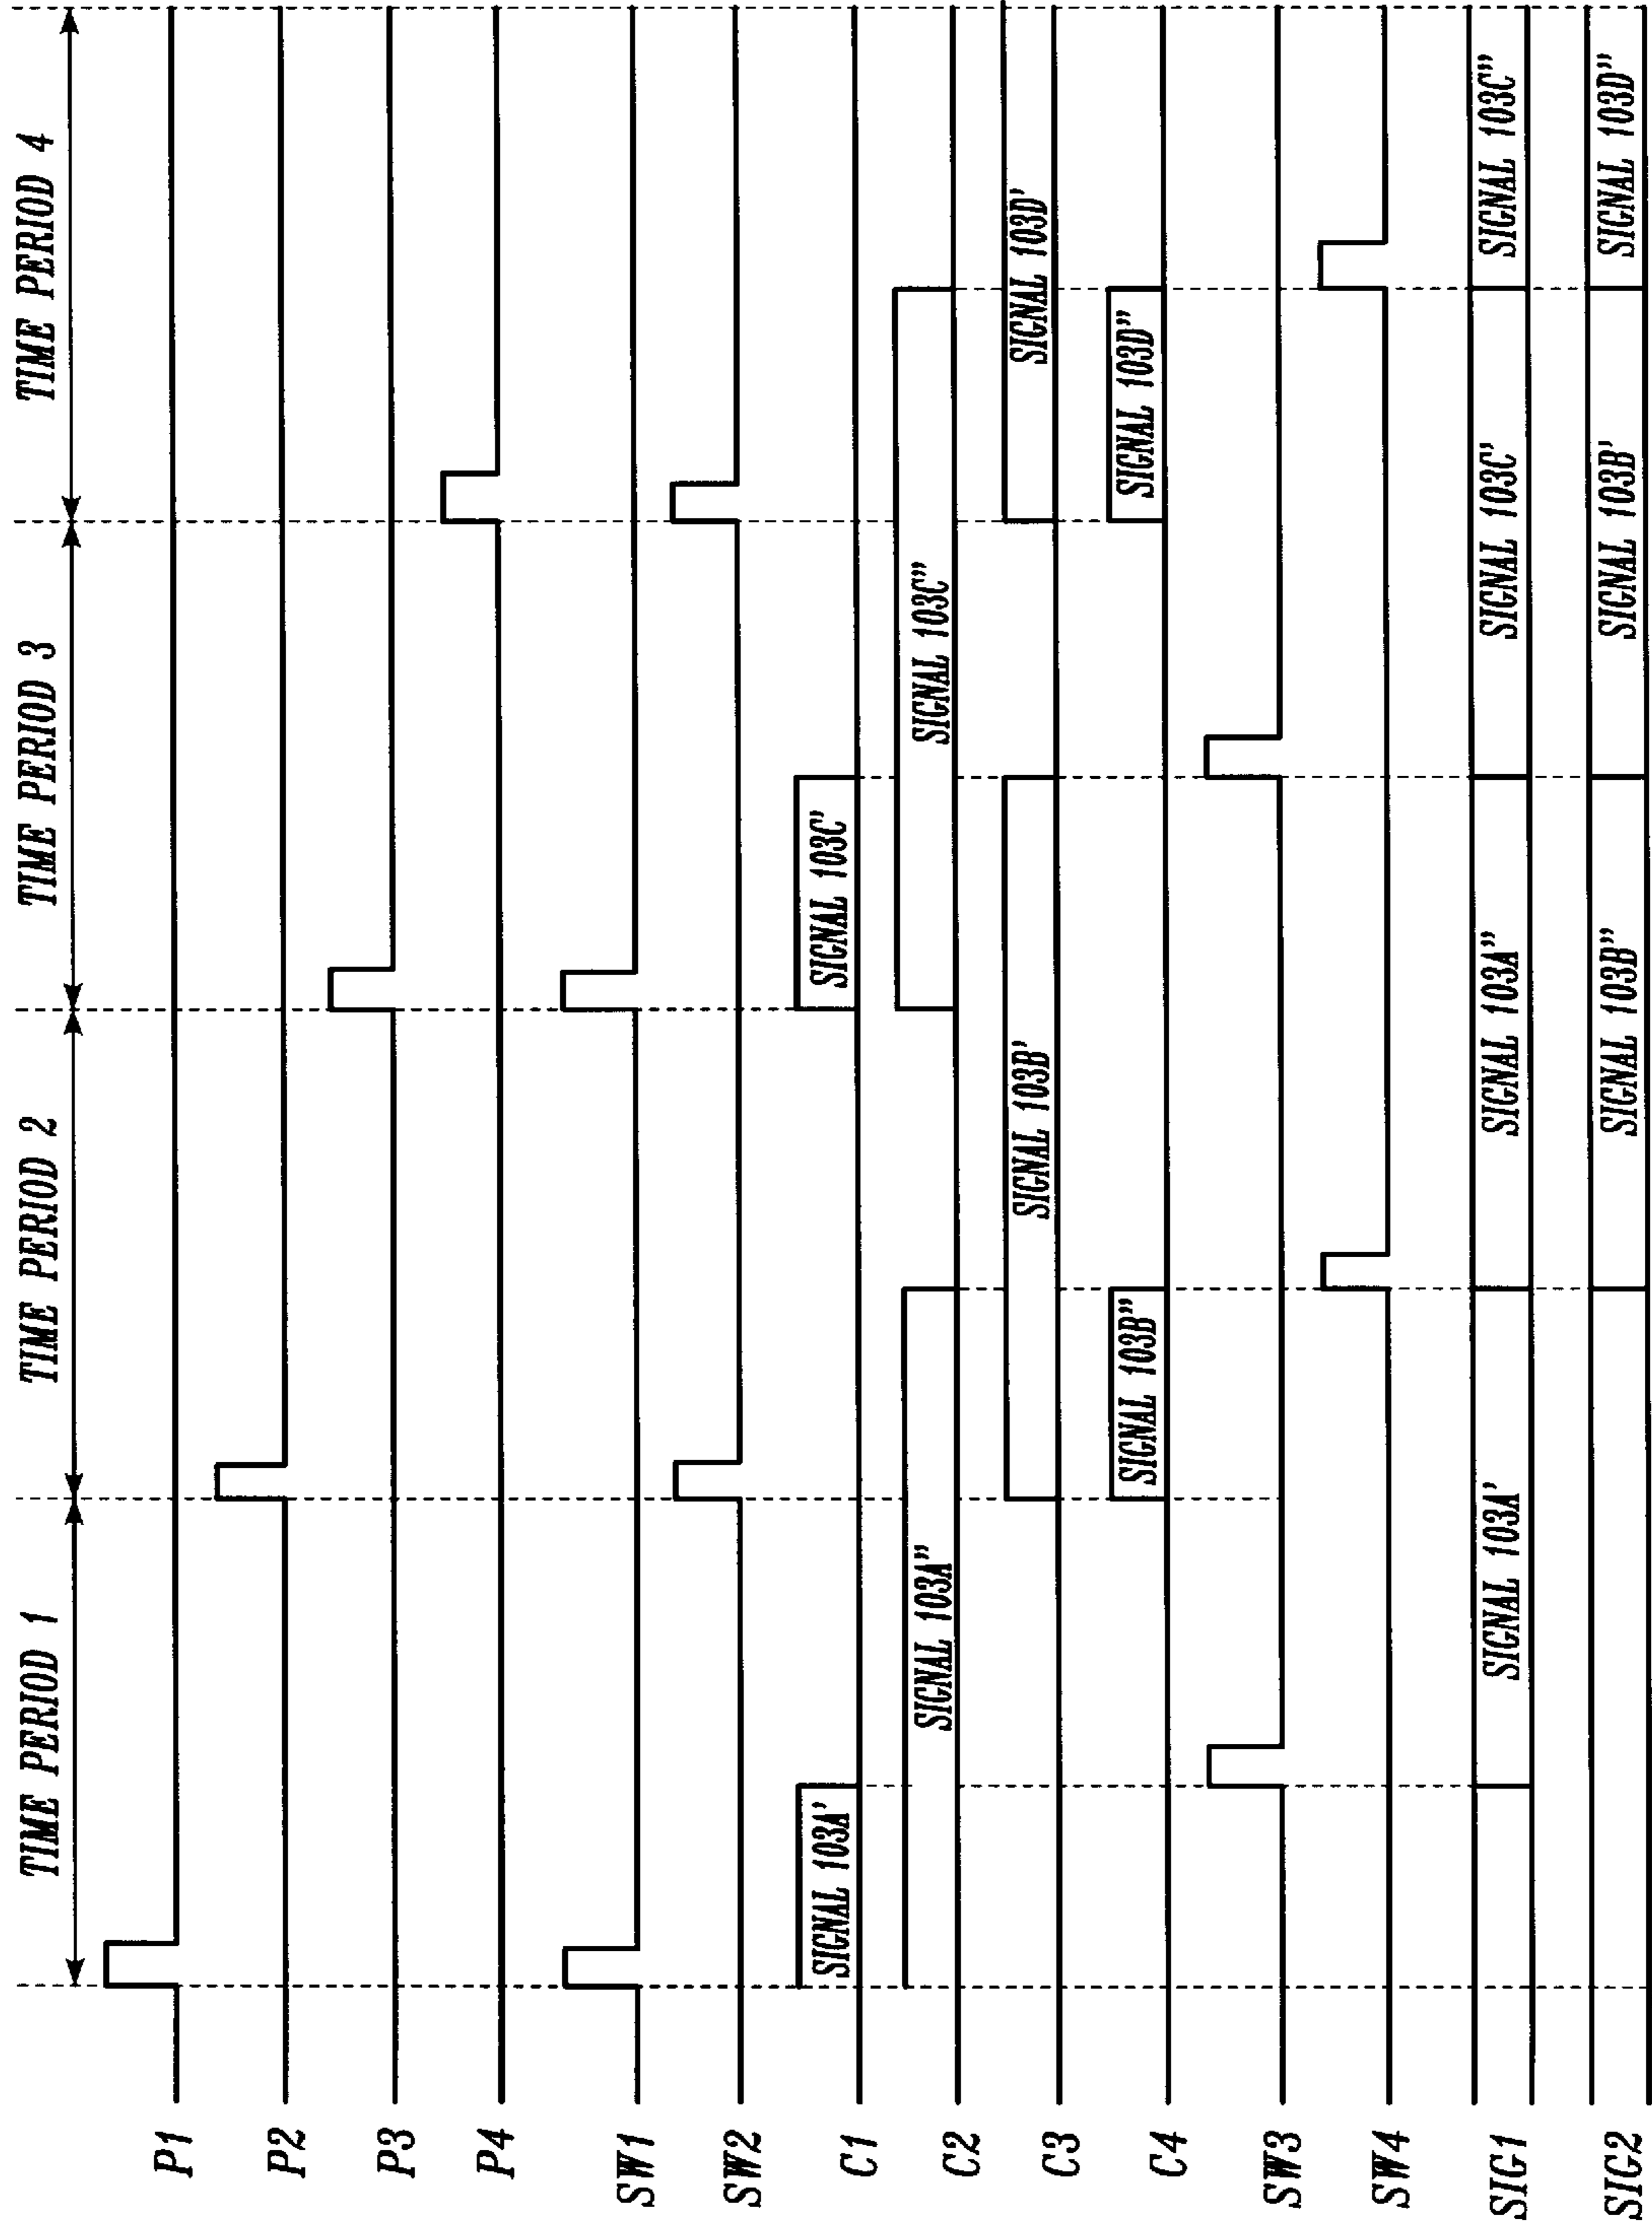 TIME PERIOD 1
TIME PERIOD 2
TIME PERIOD 3
TIME PERIOD 4
P1
P2
P3
P4
SW1
SW2
C1
SIGNAL 103A'
SIGNAL 103C'
C2
SIGNAL 103A"
SIGNAL 103C"
C3
SIGNAL 103B'
SIGNAL 103D'
C4
SIGNAL 103B"
SIGNAL 103D"
SW3
SW4
SIG1
SIGNAL 103A'
SIGNAL 103A"
SIGNAL 103C'
SIGNAL 103C"
SIG2
SIGNAL 103B"
SIGNAL 103B'
SIGNAL 103D"